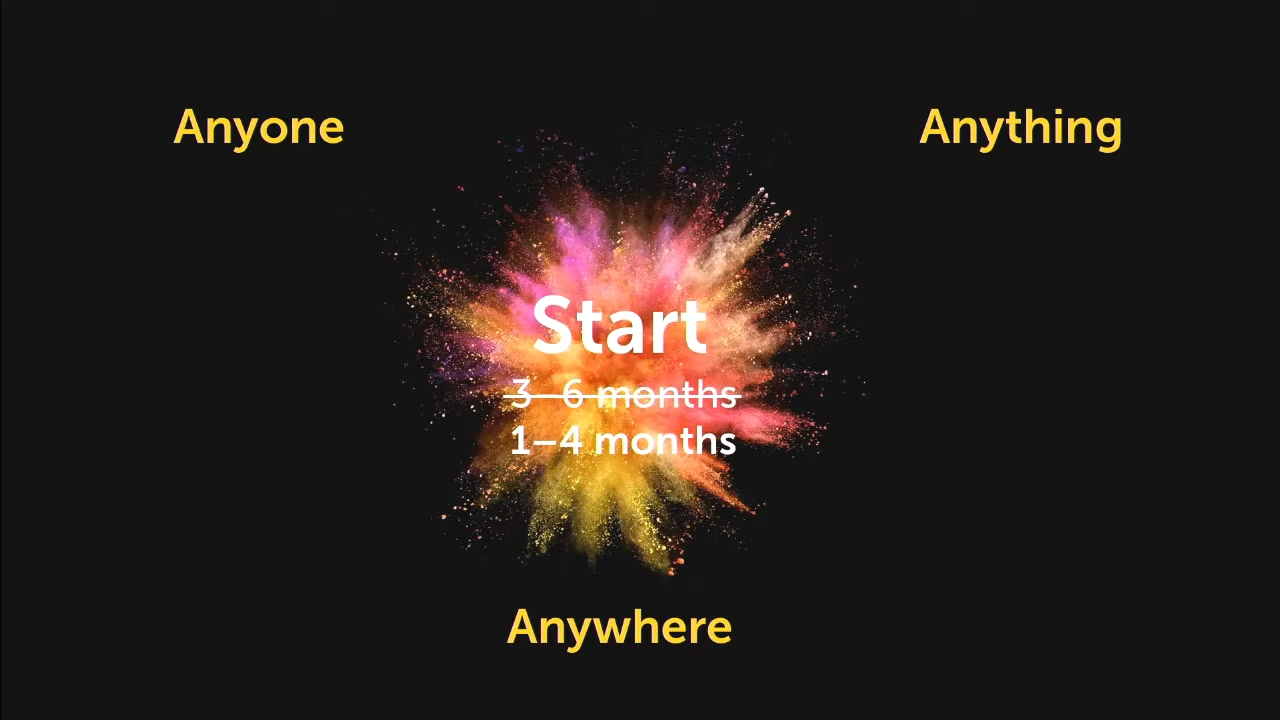 Anyone
Anything
Start
3–6 months
1–4 months
Anywhere